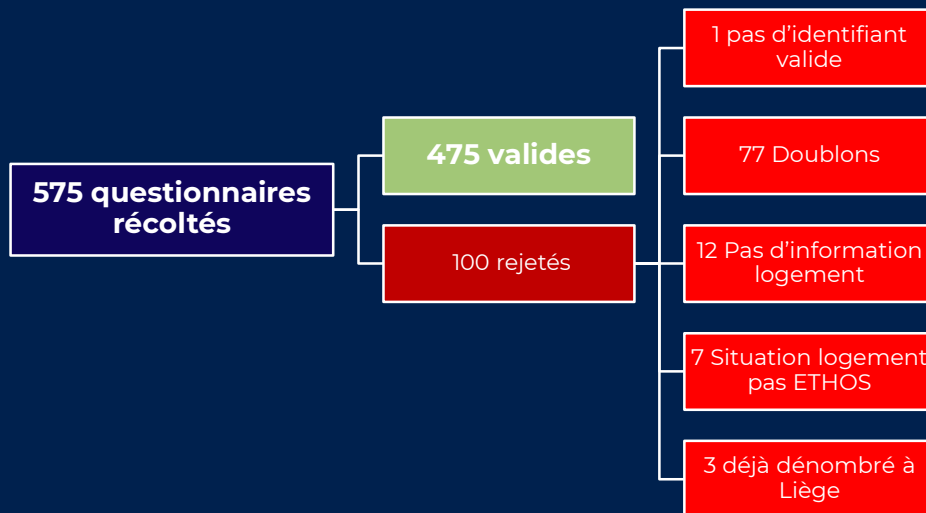 575 questionnaires
récoltés
475 valides
100 rejetés
1 pas d'identifiant
valide
77 Doublons
12 Pas d'information
logement
7 Situation logement
pas ETHOS
3 déjà dénombré à
Liège